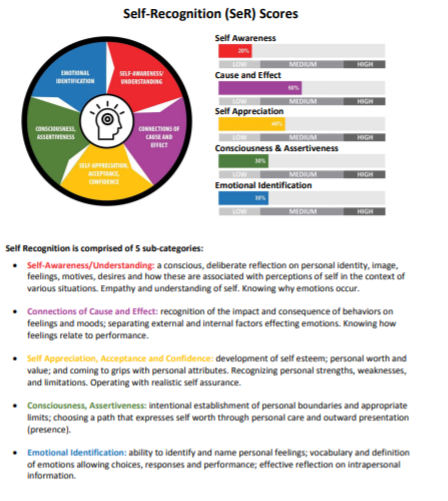 Self-Recognition (SeR) Scores
EMOTIONAL
IDENTIFICATION
SELF-AWARENESS/
UNDERSTANDING
CONSCIOUSNESS,
ASSERTIVENESS
CONNECTIONS OF
CAUSE AND
EFFECT
SELF-APPRECIATION,
ACCEPTANCE,
CONFIDENCE
Self Awareness
20%
LOW MEDIUM HIGH
Cause and Effect
LOW MEDIUM HIGH
Self Appreciation
40%
LOW MEDIUM HIGH
Consciousness & Assertiveness
30%
LOW MEDIUM HIGH
Emotional Identification
30%
LOW MEDIUM HIGH
Self Recognition is comprised of 5 sub-categories:
• Self-Awareness/Understanding: a conscious, deliberate reflection on personal identity, image,
feelings, motives, desires and how these are associated with perceptions of self in the context of
various situations. Empathy and understanding of self. Knowing why emotions occur.
• Connections of Cause and Effect: recognition of the impact and consequence of behaviors on
feelings and moods; separating external and internal factors effecting emotions. Knowing how
feelings relate to performance.
• Self Appreciation, Acceptance and Confidence: development of self esteem; personal worth and
value; and coming to grips with personal attributes. Recognizing personal strengths, weaknesses,
and limitations. Operating with realistic self assurance.
• Consciousness, Assertiveness: intentional establishment of personal boundaries and appropriate
limits; choosing a path that expresses self worth through personal care and outward presentation
(presence).
• Emotional Identification: ability to identify and name personal feelings; vocabulary and definition
of emotions allowing choices, responses and performance; effective reflection on intrapersonal
information.